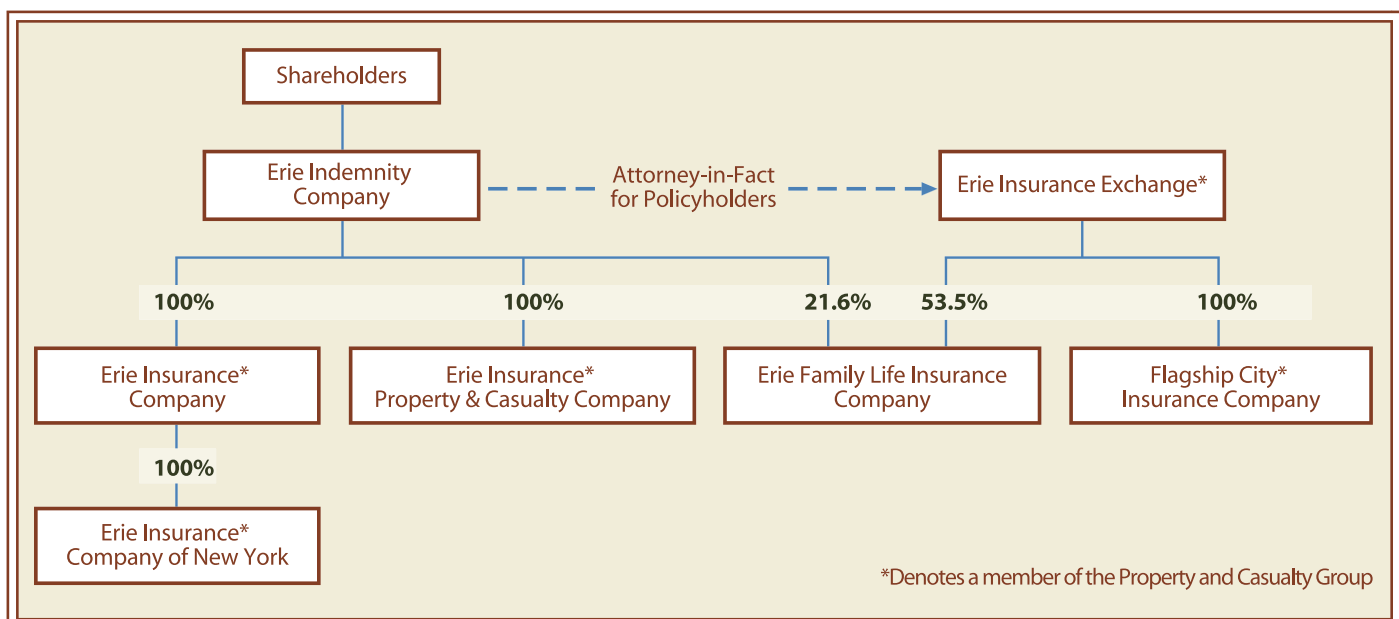 Shareholders
Erie Indemnity
Company
Attorney-in-Fact
for Policyholders
Erie Insurance Exchange*
100%
100%
21.6%
53.5%
100%
Erie Insurance*
Company
Erie Insurance*
Property & Casualty Company
Erie Family Life Insurance
Company
Flagship City*
Insurance Company
100%
Erie Insurance*
Company of New York
*Denotes a member of the Property and Casualty Group